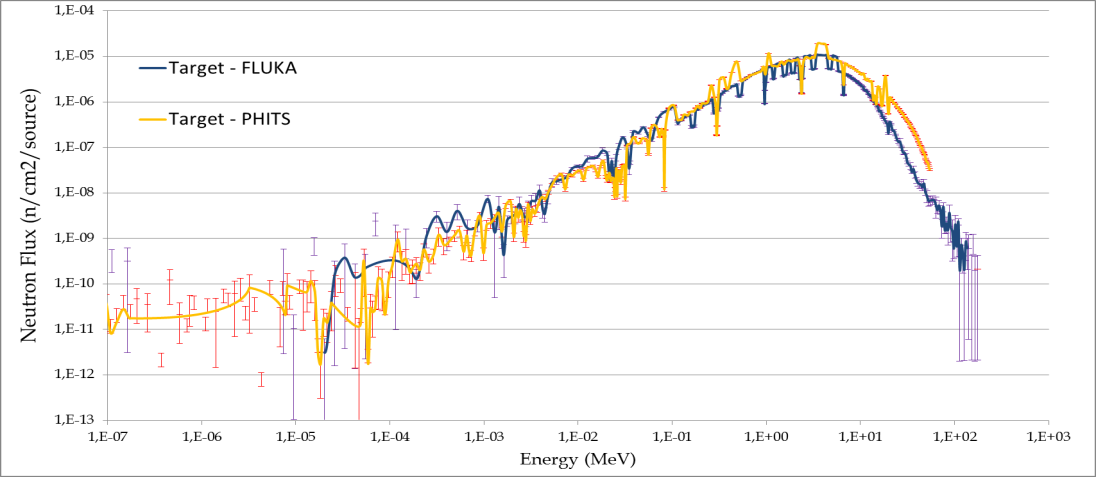 1,E-04
1,E-05
1,E-06
1,E-07
1,E-08
1,E-09
1,E-10
1,E-11
1,E-12
1,E-13
Neutron Flux (n/cm2/source)
Target - FLUKA
Target - PHITS
1,E-07 1,E-06 1,E-05 1,E-04 1,E-03 1,E-02 1,E-01 1,E+00 1,E+01 1,E+02 1,E+03
Energy (MeV)